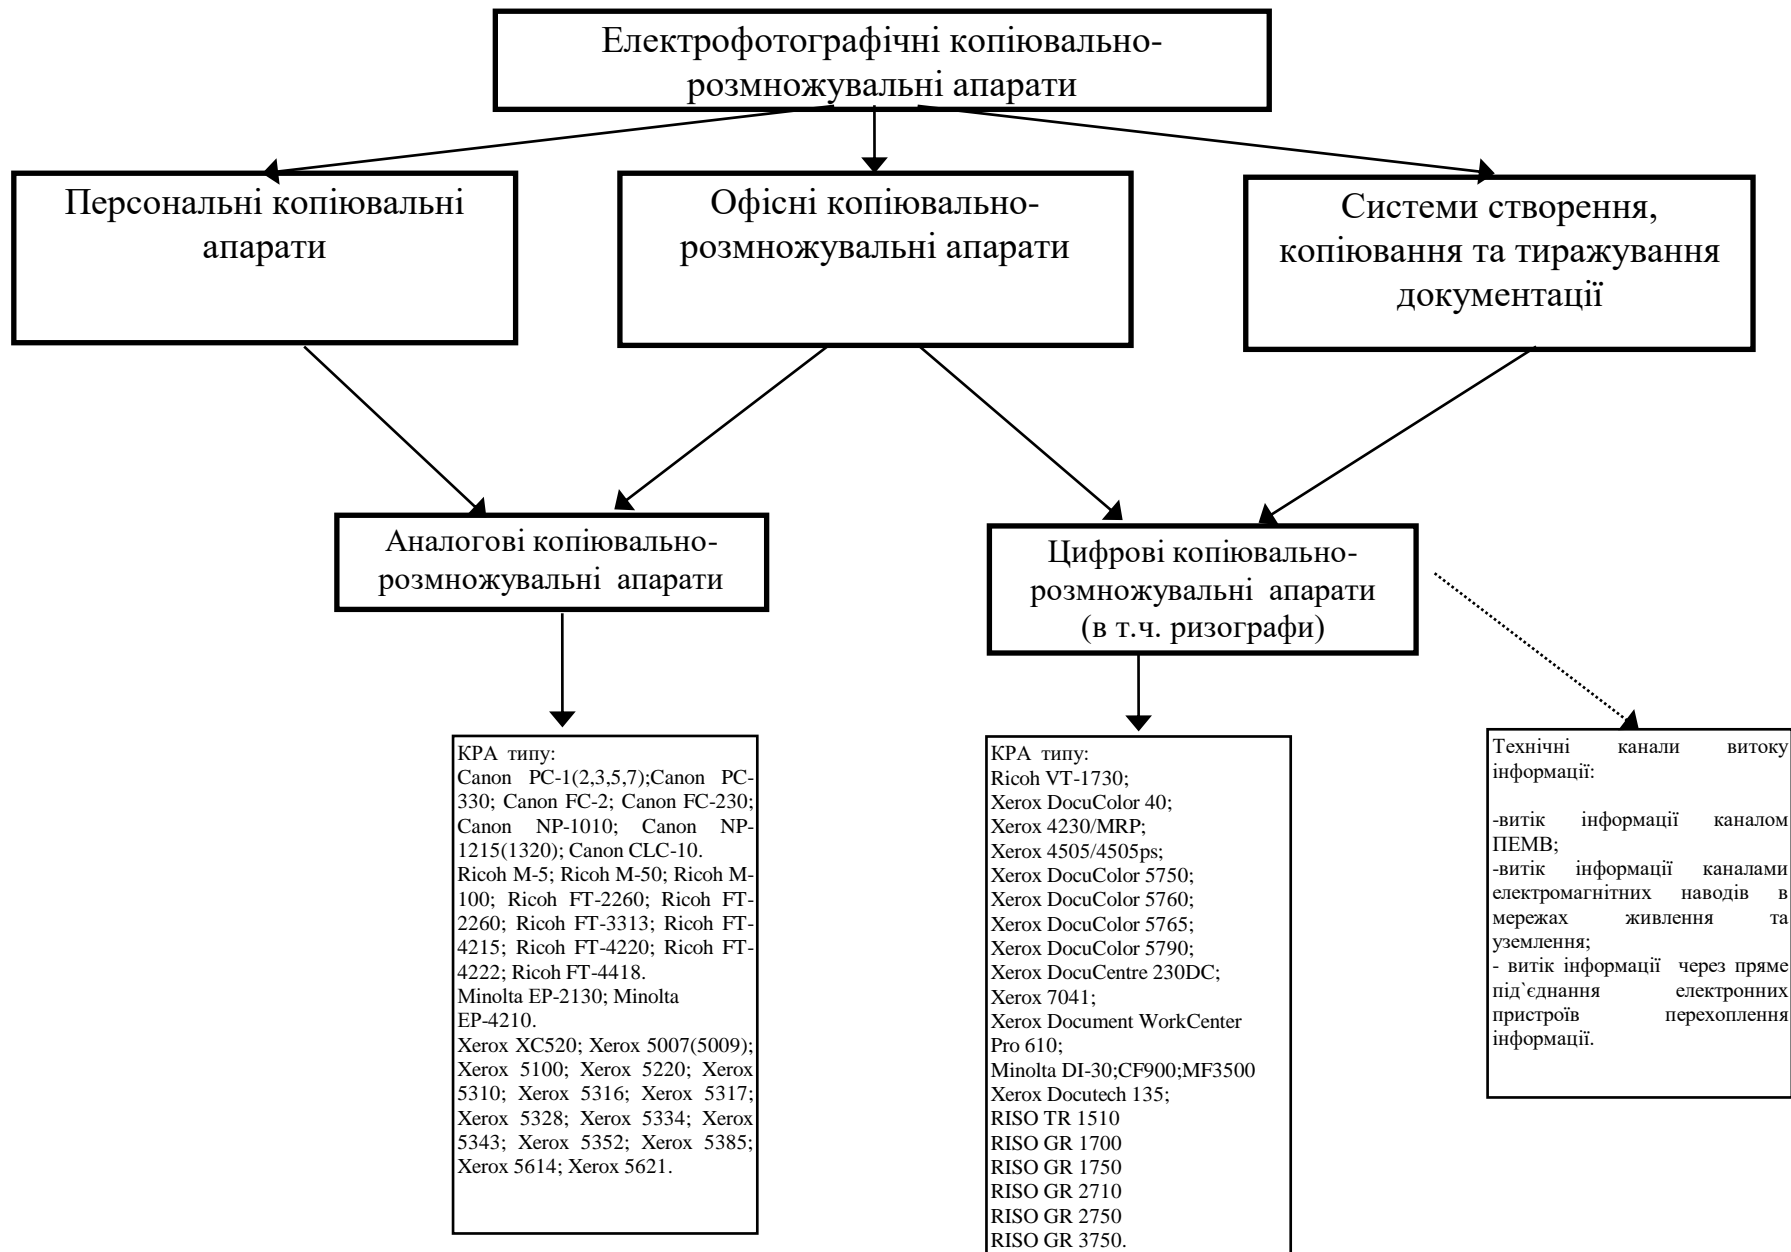 Електрофотографічні копіювально-
розмножувальні апарати
Персональні копіювальні
апарати
Офісні копіювально-
розмножувальні апарати
Системи створення,
копіювання та тиражування
документації
Аналогові копіювально-
розмножувальні апарати
Цифрові копіювально-
розмножувальні апарати
(в т.ч. ризографи)
КРА типу:
Canon PC-1(2,3,5,7);Canon PC-
330; Canon FC-2; Canon FC-230;
Canon NP-1010; Canon NP-
1215(1320); Canon CLC-10.
Ricoh M-5; Ricoh M-50; Ricoh M-
100; Ricoh FT-2260; Ricoh FT-
2260; Ricoh FT-3313; Ricoh FT-
4215; Ricoh FT-4220; Ricoh FT-
4222; Ricoh FT-4418.
Minolta EP-2130; Minolta
EP-4210.
Xerox XC520; Xerox 5007(5009);
Xerox 5100; Xerox 5220; Xerox
5310; Xerox 5316; Xerox 5317;
Xerox 5328; Xerox 5334; Xerox
5343; Xerox 5352; Xerox 5385;
Xerox 5614; Xerox 5621.
КРА типу:
Ricoh VT-1730;
Xerox DocuColor 40;
Xerox 4230/MRP;
Xerox 4505/4505ps;
Xerox DocuColor 5750;
Xerox DocuColor 5760;
Xerox DocuColor 5765;
Xerox DocuColor 5790;
Xerox DocuCentre 230DC;
Xerox 7041;
Xerox Document WorkCenter
Pro 610;
Minolta DI-30;CF900;MF3500
Xerox Docutech 135;
RISO TR 1510
RISO GR 1700
RISO GR 1750
RISO GR 2710
RISO GR 2750
RISO GR 3750.
Технічні канали витоку
інформації:
-витік інформації каналом
ПЕМВ;
-витік інформації каналами
електромагнітних наводів в
мережах живлення та
уземлення;
- витік інформації через пряме
під`єднання електронних
пристроїв перехоплення
інформації.